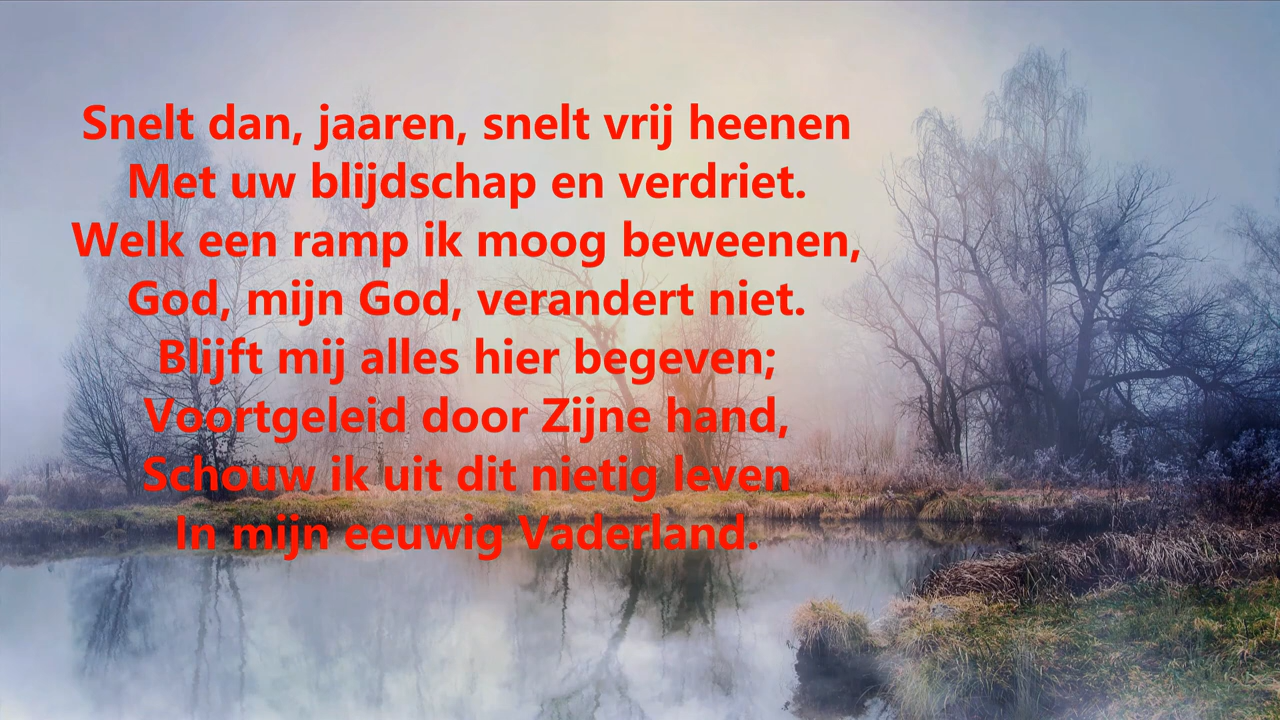 Snelt dan, jaaren, snelt vrij heenen
Met uw blijdschap en verdriet.
Welk een ramp ik moog beweenen,
God, mijn God, verandert niet.
Blijft mij alles hier begeven;
Voortgeleid door Zijne hand,
Schouw ik uit dit nietig leven
In mijn eeuwig Vaderland.